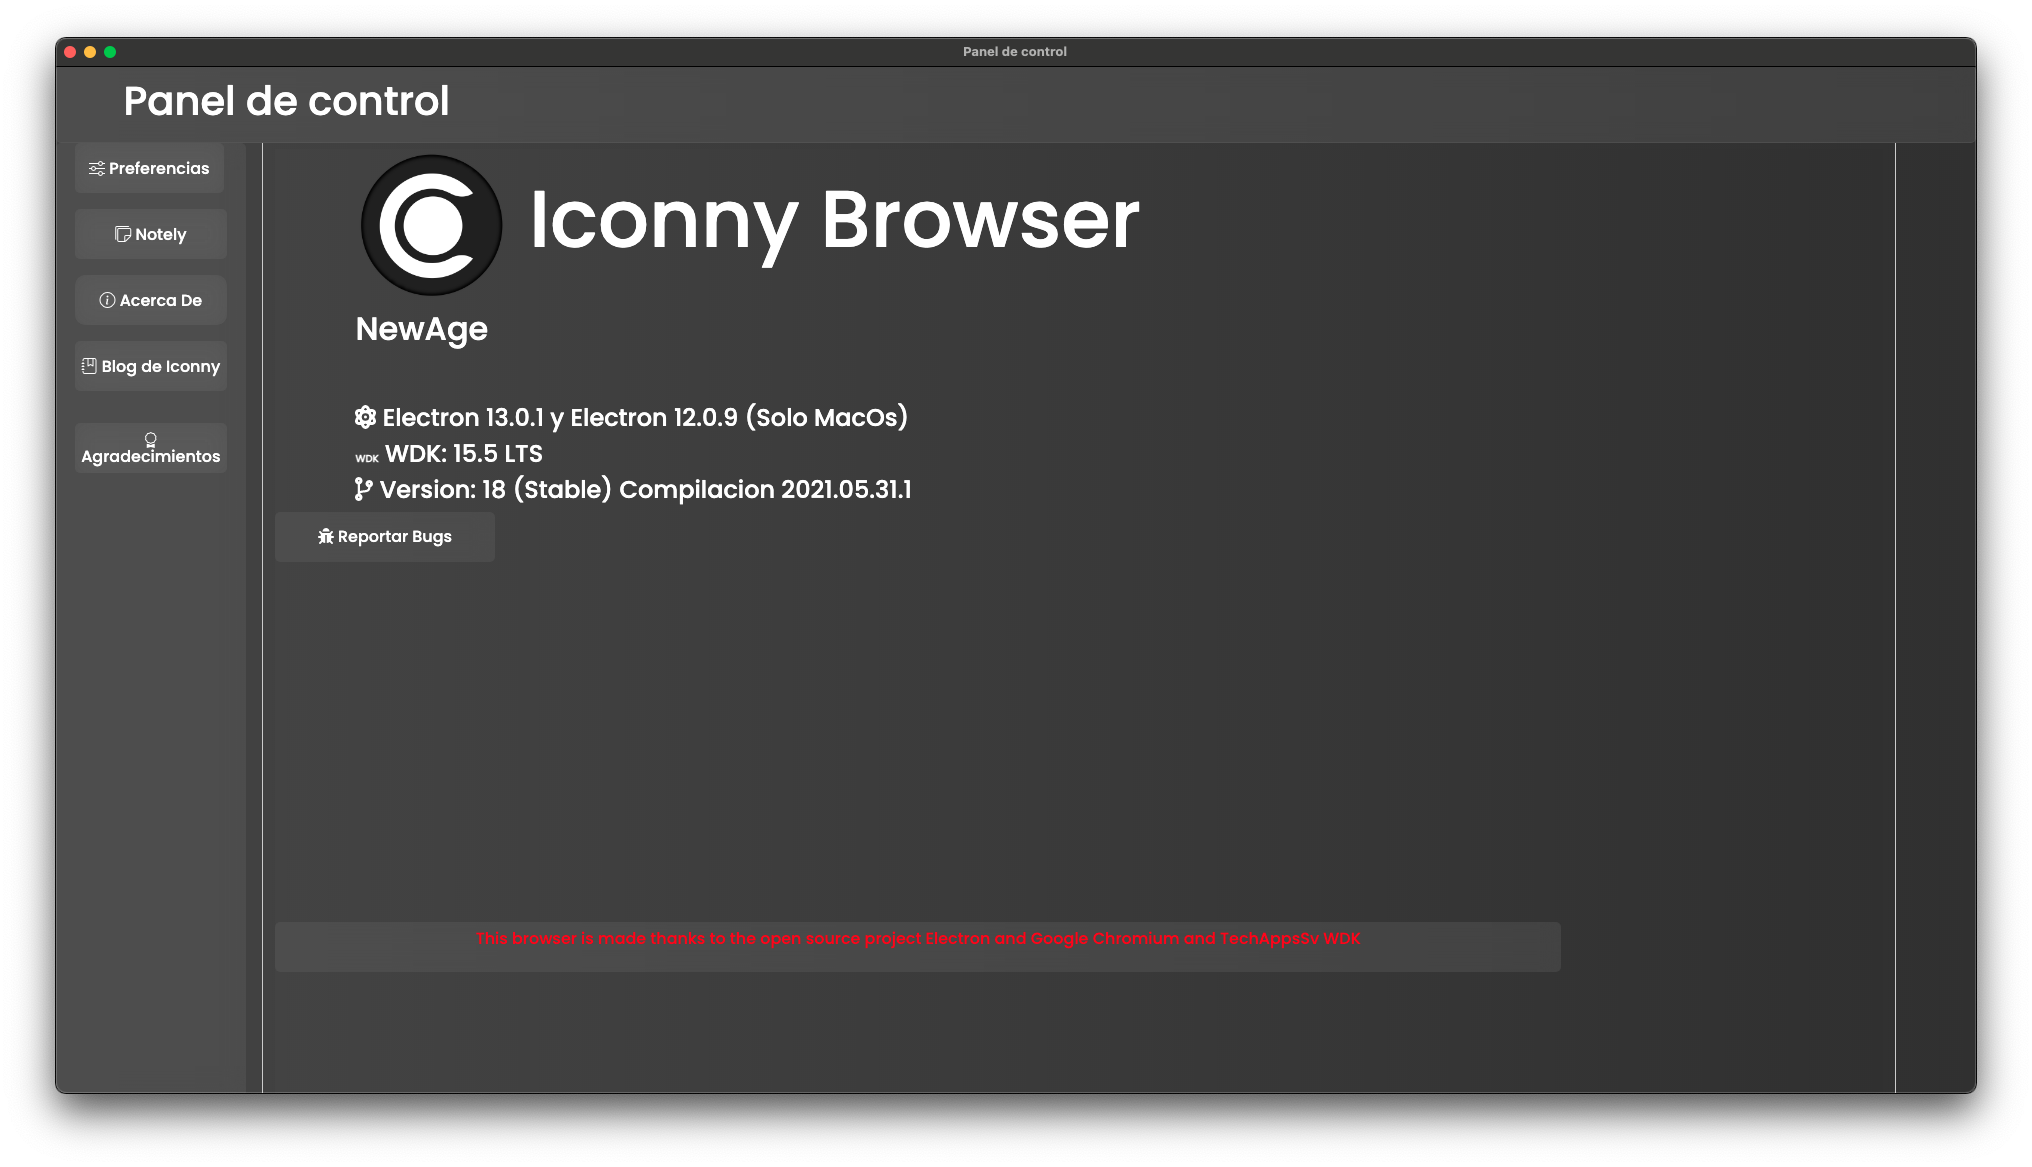 Panel de control
Panel de control
Preferencias
Notely
Acerca De
Blog de Iconny
Agradecimientos
Iconny Browser
NewAge
Electron 13.0.1 y Electron 12.0.9 (Solo MacOs)
WDK WDK: 15.5 LTS
Version: 18 (Stable) Compilacion 2021.05.31.1
Reportar Bugs
This browser is made thanks to the open source project Electron and Google Chromium and TechAppsSv WDK